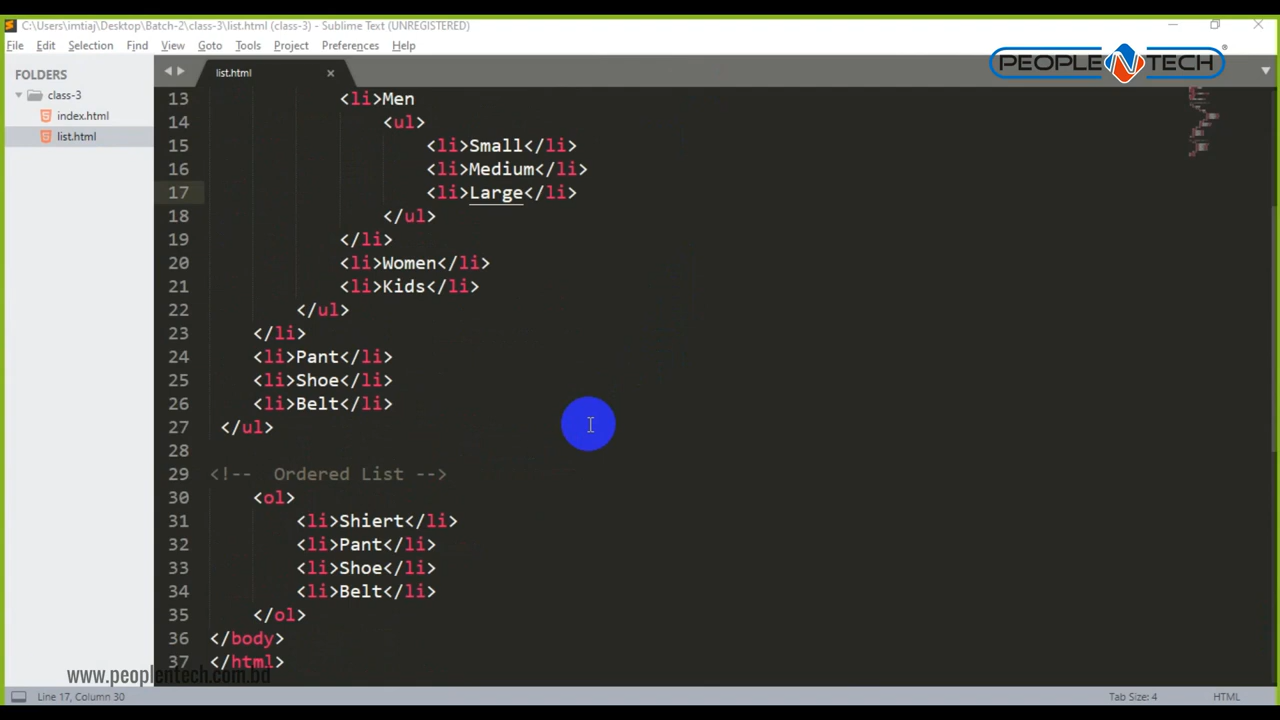 C:\Users\imtiaj\Desktop\Batch-2\class-3\list.html (class-3) - Sublime Text (UNREGISTERED)
File Edit Selection View Goto Tools Project Preferences Help
PEOPLE N TECH
®
FOLDERS
class-3
index.html
list.html
list.html
13 <li>Men
14 <ul>
15 <li>Small</li>
16 <li>Medium</li>
17 <li>Large</li>
18 </ul>
19 </li>
20 <li>Women</li>
21 <li>Kids</li>
22 </ul>
23 </li>
24 <li>Pant</li>
25 <li>Shoe</li>
26 <li>Belt</li>
27 </ul>
28
29 <!--  Ordered List -->
30 <ol>
31 <li>Shiert</li>
32 <li>Pant</li>
33 <li>Shoe</li>
34 <li>Belt</li>
35 </ol>
36 </body>
37 </html>
www.peoplentech.com.bd
Line 17, Column 30 Tab Size: 4 HTML